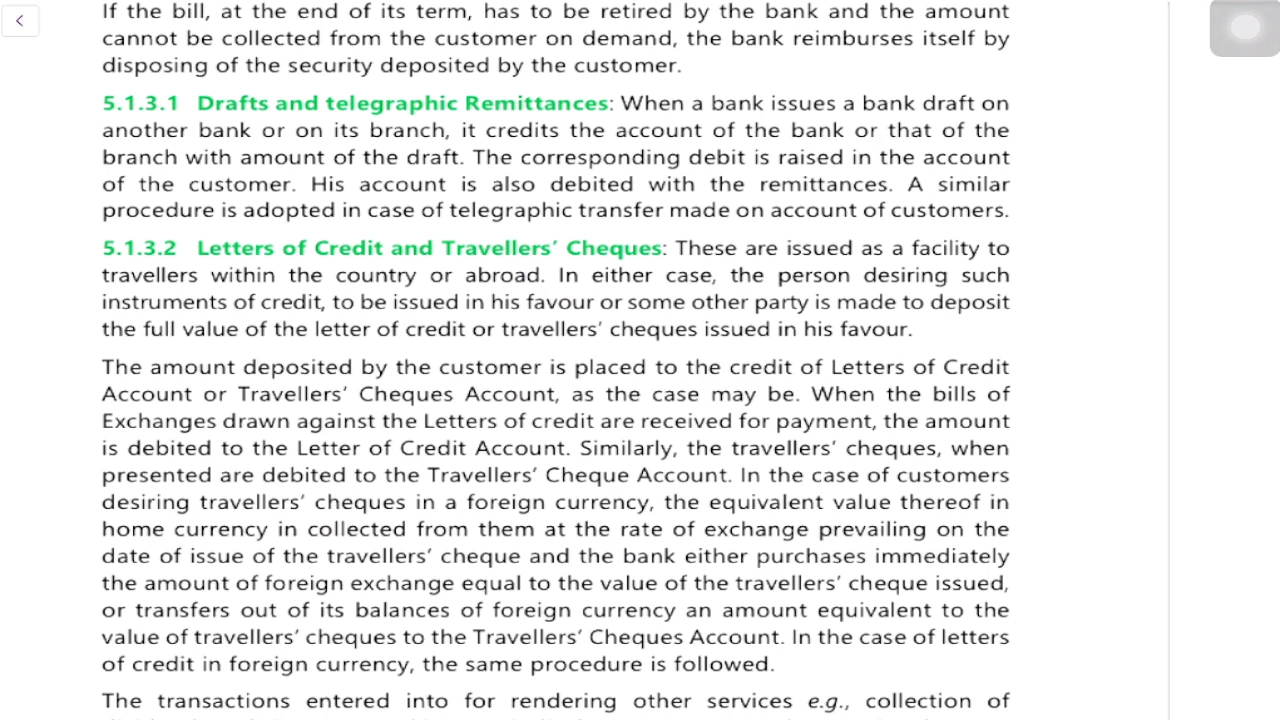 If the bill, at the end of its term, has to be retired by the bank and the amount
cannot be collected from the customer on demand, the bank reimburses itself by
disposing of the security deposited by the customer.
5.1.3.1 Drafts and telegraphic Remittances: When a bank issues a bank draft on
another bank or on its branch, it credits the account of the bank or that of the
branch with amount of the draft. The corresponding debit is raised in the account
of the customer. His account is also debited with the remittances. A similar
procedure is adopted in case of telegraphic transfer made on account of customers.
5.1.3.2 Letters of Credit and Travellers’ Cheques: These are issued as a facility to
travellers within the country or abroad. In either case, the person desiring such
instruments of credit, to be issued in his favour or some other party is made to deposit
the full value of the letter of credit or travellers’ cheques issued in his favour.
The amount deposited by the customer is placed to the credit of Letters of Credit
Account or Travellers’ Cheques Account, as the case may be. When the bills of
Exchanges drawn against the Letters of credit are received for payment, the amount
is debited to the Letter of Credit Account. Similarly, the travellers’ cheques, when
presented are debited to the Travellers’ Cheque Account. In the case of customers
desiring travellers’ cheques in a foreign currency, the equivalent value thereof in
home currency in collected from them at the rate of exchange prevailing on the
date of issue of the travellers’ cheque and the bank either purchases immediately
the amount of foreign exchange equal to the value of the travellers’ cheque issued,
or transfers out of its balances of foreign currency an amount equivalent to the
value of travellers’ cheques to the Travellers’ Cheques Account. In the case of letters
of credit in foreign currency, the same procedure is followed.
The transactions entered into for rendering other services e.g., collection of